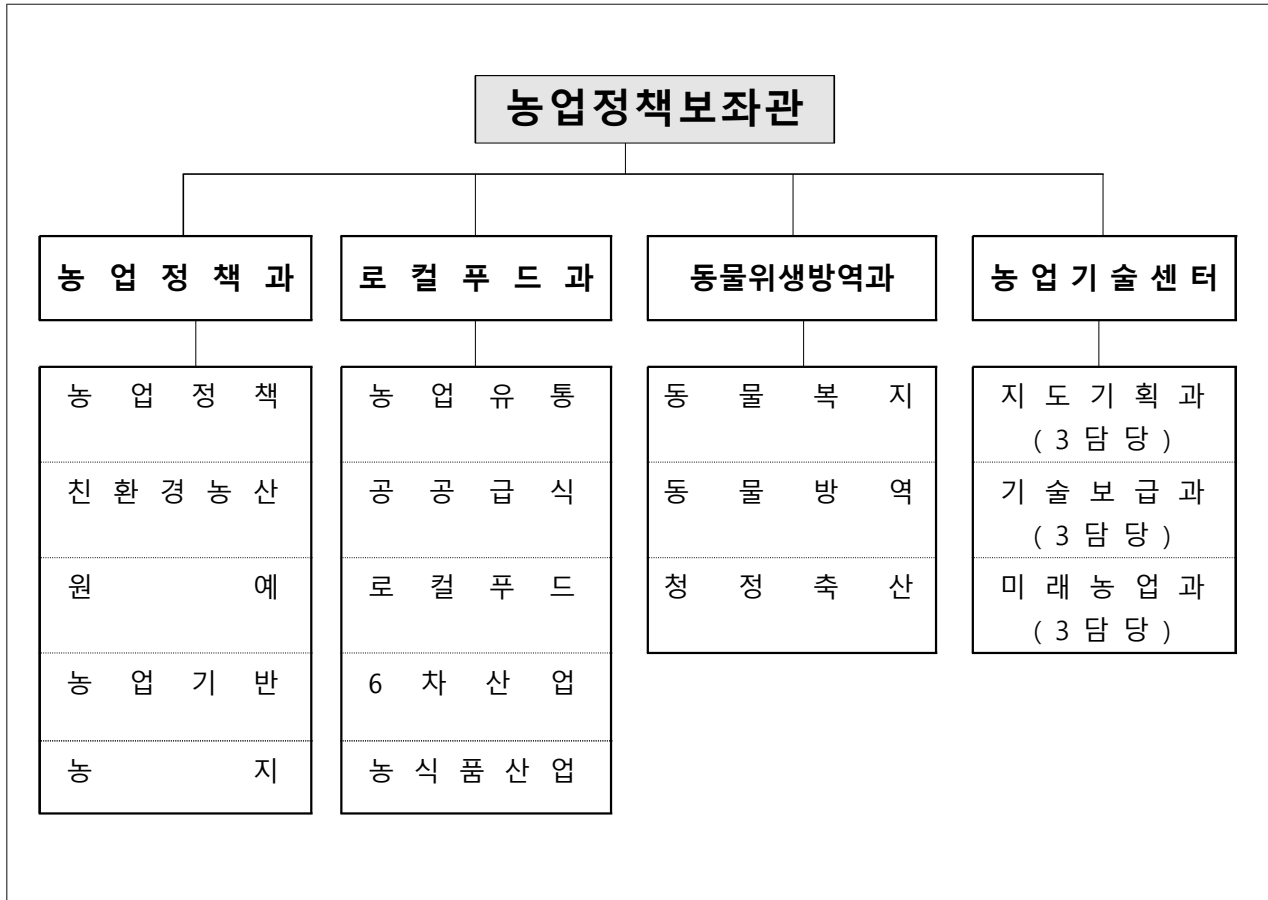 농업정책보좌관
농업정책과
로컬푸드과
동물위생방역과
농업기술센터
농업정책
친환경농산
원예
농업기반
농지
농업유통
공공급식
로컬푸드
6차산업
농식품산업
동물복지
동물방역
청정축산
지도기획과
(3담당)
기술보급과
(3담당)
미래농업과
(3담당)